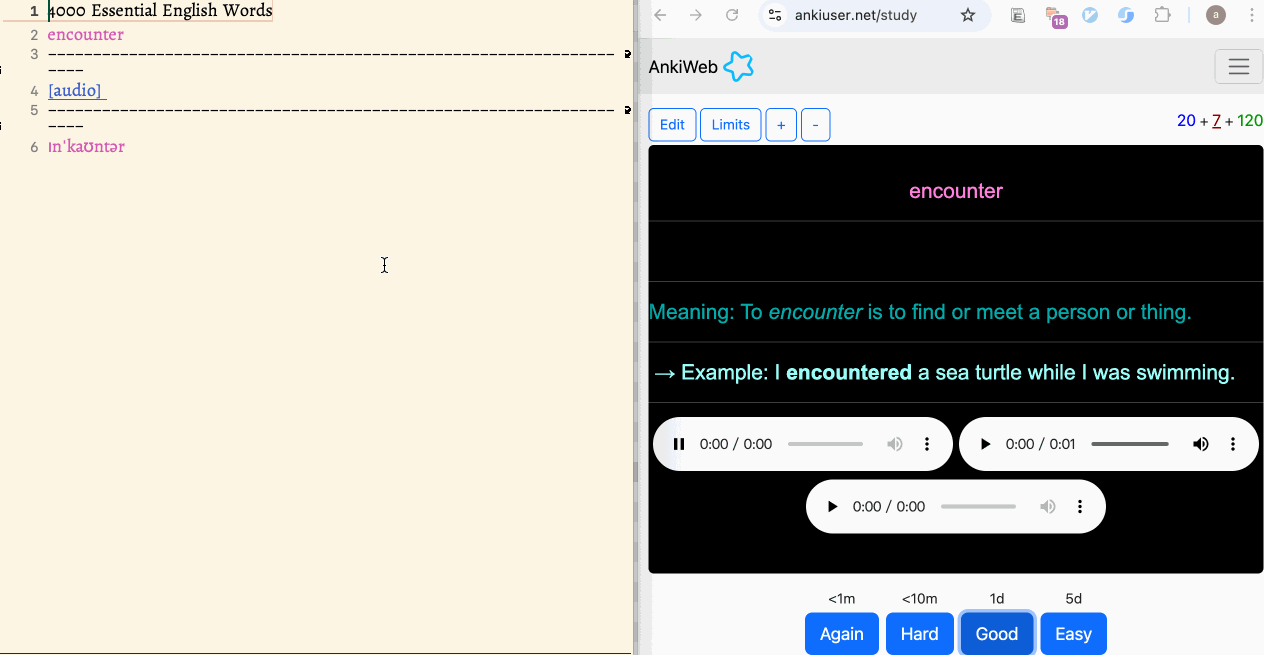 1 4000 Essential English Words
2 encounter
3 ---------------------------------------------------------------
----
4 [audio]
5 ---------------------------------------------------------------
----
6 ɪnˈkaʊntər
ankiuser.net/study
18
a
AnkiWeb
Edit Limits + -
20 + 7 + 120
encounter
Meaning: To encounter is to find or meet a person or thing.
→ Example: I encountered a sea turtle while I was swimming.
0:00 / 0:00
0:00 / 0:01
0:00 / 0:00
<1m <10m 1d 5d
Again Hard Good Easy